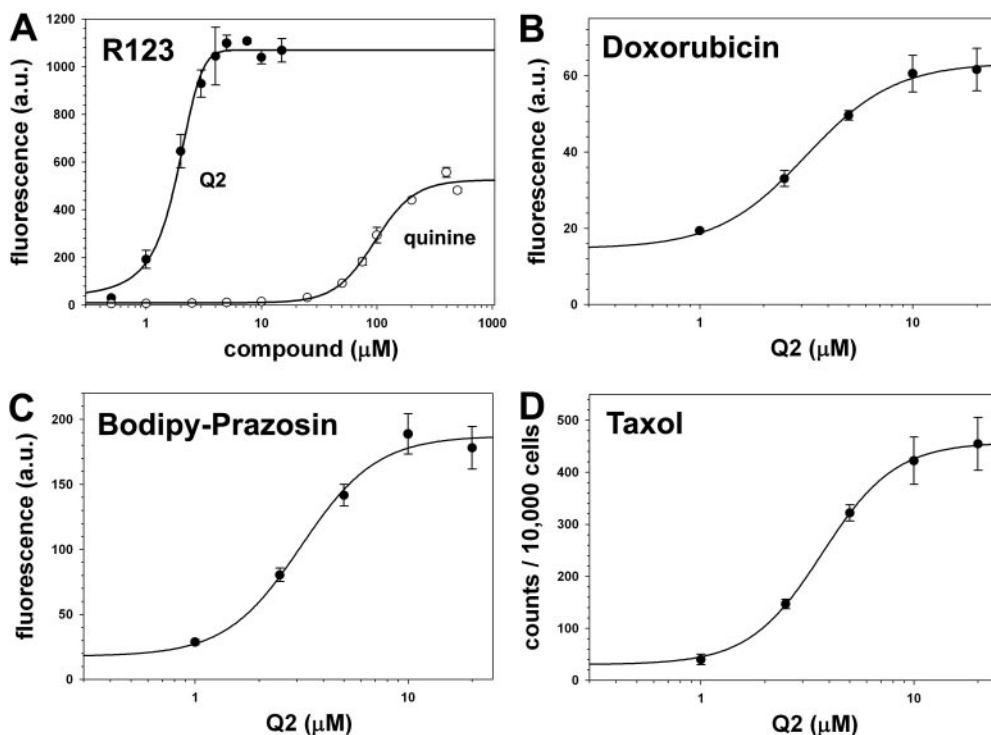 A
R123
fluorescence (a.u.)
1200
1000
800
600
400
200
0
Q2
quinine
1
10
100
1000
compound (μM)
B
Doxorubicin
fluorescence (a.u.)
60
40
20
0
1
10
Q2 (μM)
C
Bodipy-Prazosin
fluorescence (a.u.)
200
150
100
50
0
1
10
Q2 (μM)
D
Taxol
counts / 10,000 cells
500
400
300
200
100
0
1
10
Q2 (μM)